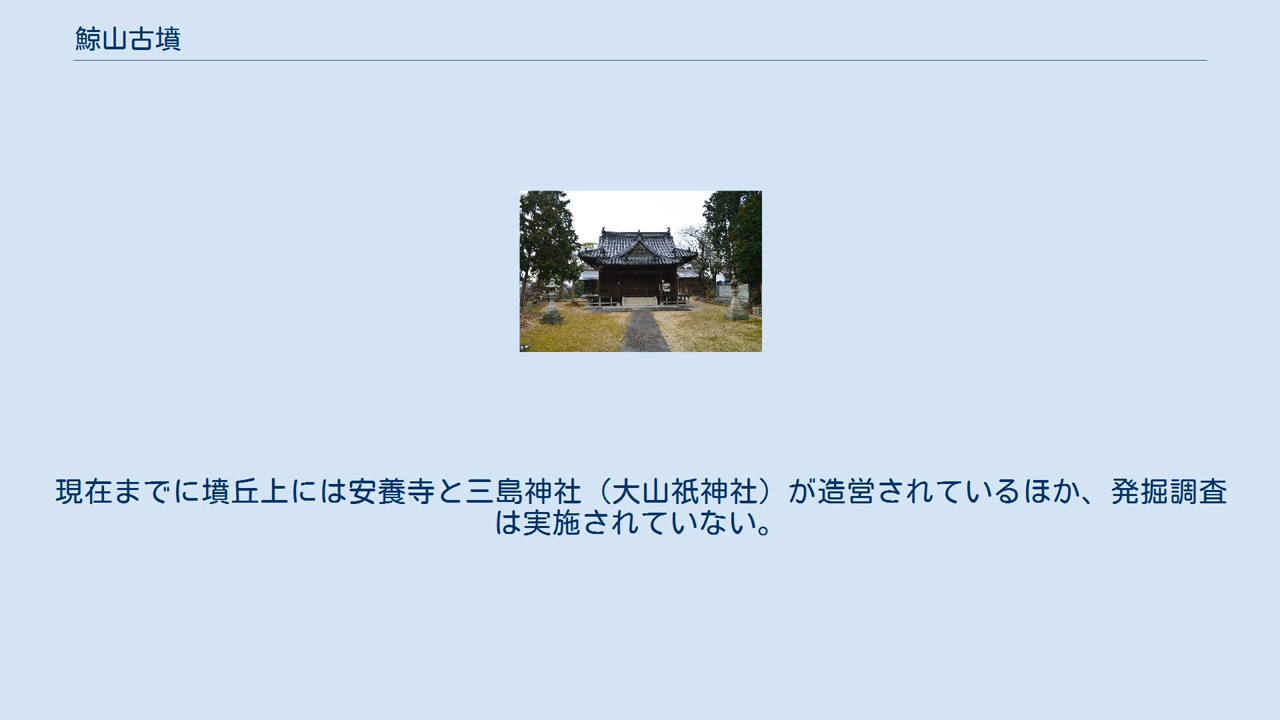 鯨山古墳
現在までに墳丘上には安養寺と三島神社（大山祇神社）が造営されているほか、発掘調査
は実施されていない。